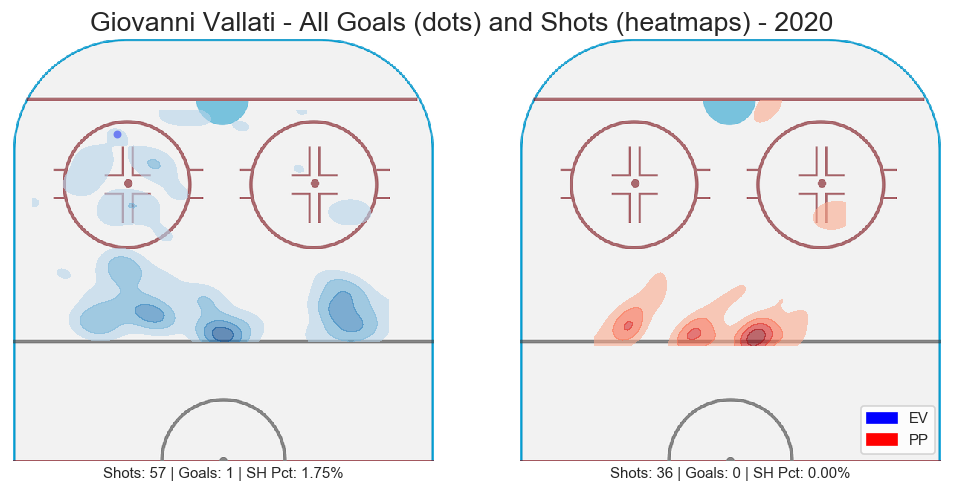 Giovanni Vallati - All Goals (dots) and Shots (heatmaps) - 2020
EV
PP
Shots: 57 | Goals: 1 | SH Pct: 1.75%
Shots: 36 | Goals: 0 | SH Pct: 0.00%